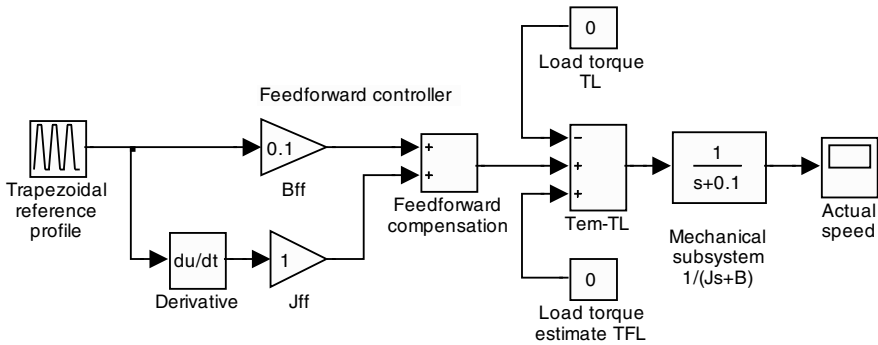 0
Load torque
TL
Feedforward controller
Trapezoidal
reference
profile
0.1
Bff
+
+
Feedforward
compensation
−
+
+
Tem-TL
1
s+0.1
Mechanical
subsystem
1/(Js+B)
Actual
speed
du/dt
Derivative
1
Jff
0
Load torque
estimate TFL